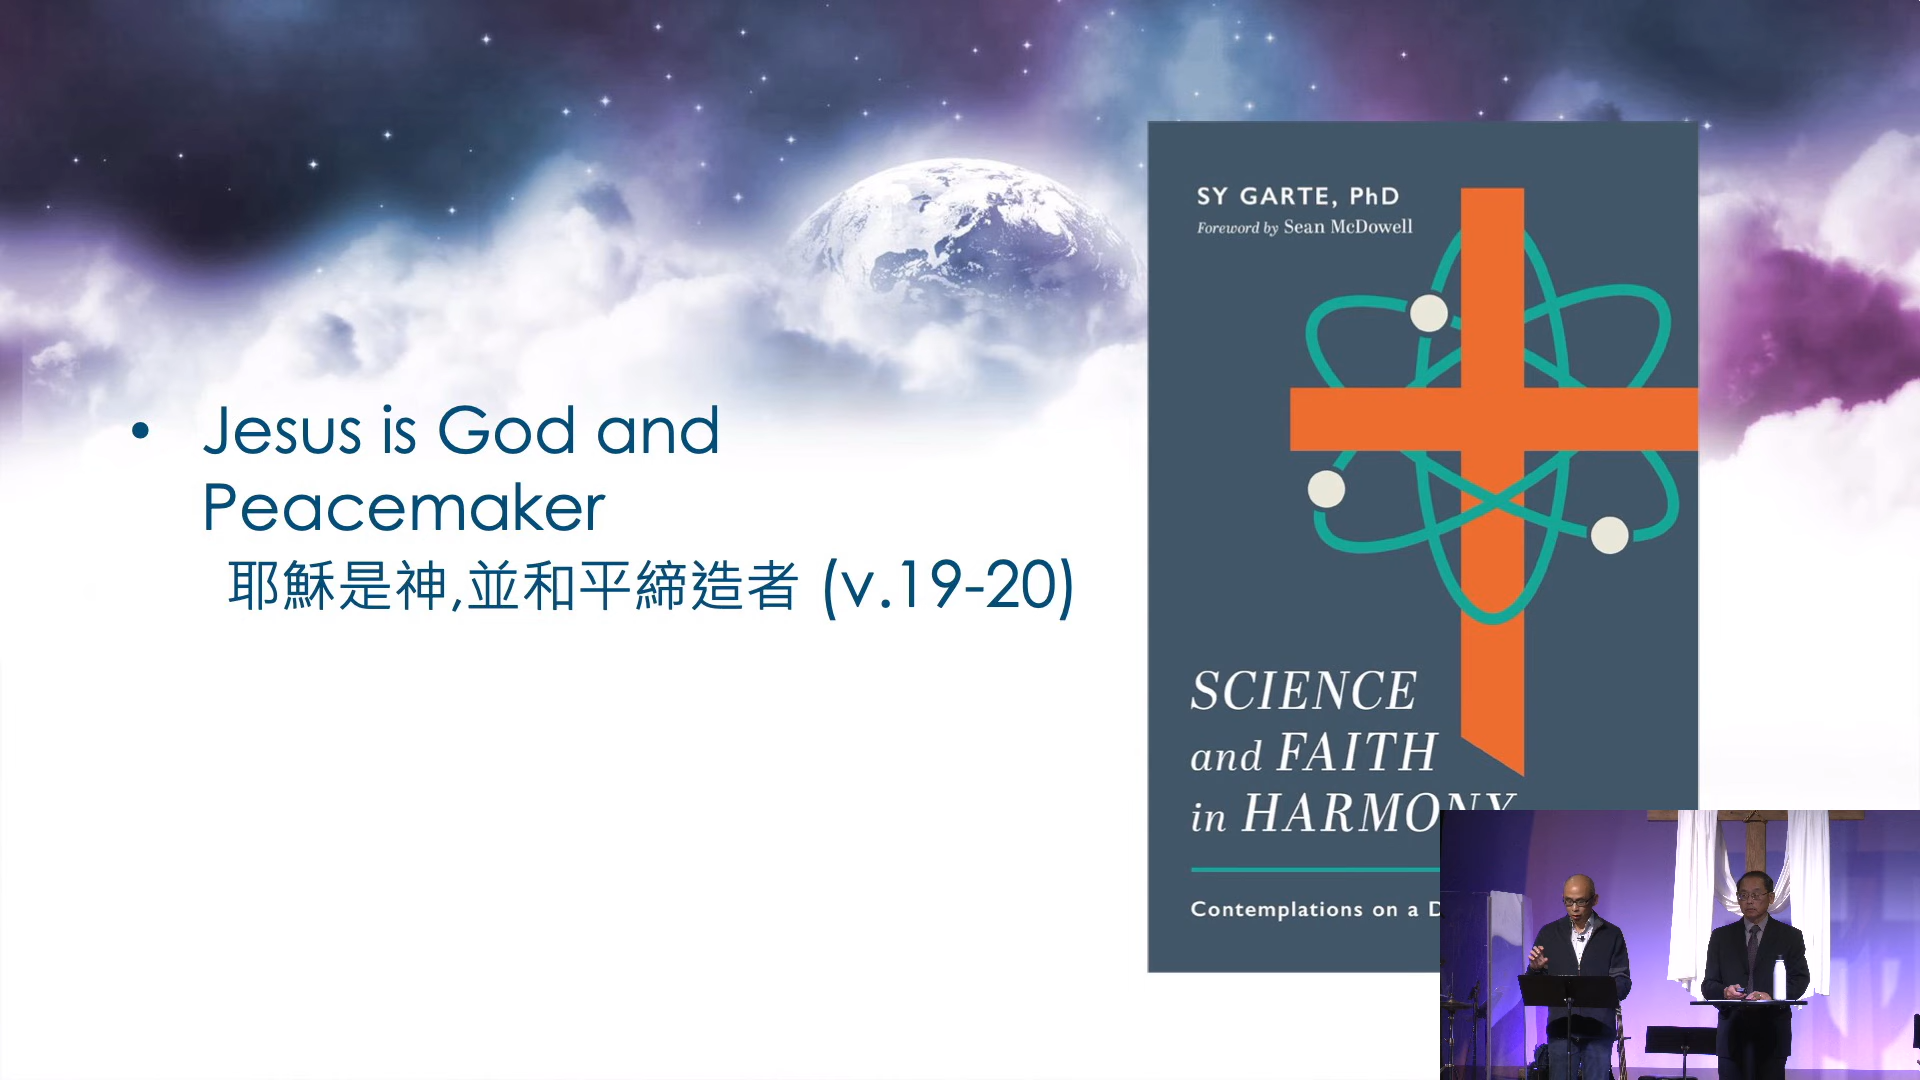 • Jesus is God and
Peacemaker
耶穌是神,並和平締造者 (v.19-20)
SY GARTE, PhD
Foreword by Sean McDowell
SCIENCE
and FAITH
in HARMONY
Contemplations on a